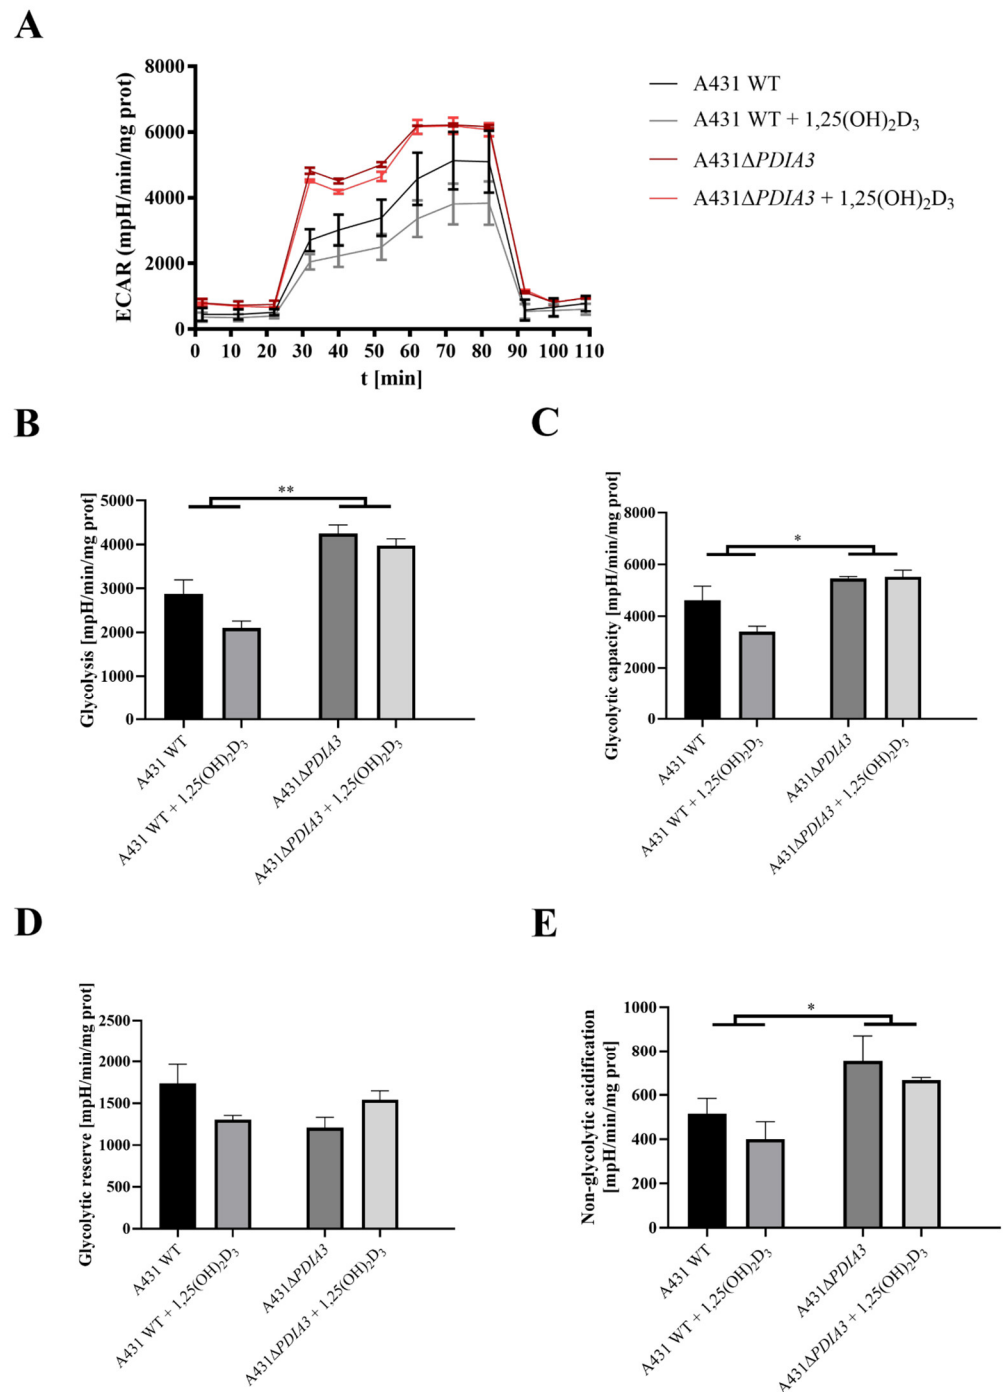 A
8000
6000
4000
2000
0
ECAR (mpH/min/mg prot)
0 10 20 30 40 50 60 70 80 90 100 110
t [min]
A431 WT
A431 WT + 1,25(OH)₂D₃
A431ΔPDIA3
A431ΔPDIA3 + 1,25(OH)₂D₃
B
5000
4000
3000
2000
1000
0
Glycolysis [mpH/min/mg prot]
**
A431 WT
A431 WT + 1,25(OH)₂D₃
A431ΔPDIA3
A431ΔPDIA3 + 1,25(OH)₂D₃
C
8000
6000
4000
2000
0
Glycolytic capacity [mpH/min/mg prot]
*
A431 WT
A431 WT + 1,25(OH)₂D₃
A431ΔPDIA3
A431ΔPDIA3 + 1,25(OH)₂D₃
D
2500
2000
1500
1000
500
0
Glycolytic reserve [mpH/min/mg prot]
A431 WT
A431 WT + 1,25(OH)₂D₃
A431ΔPDIA3
A431ΔPDIA3 + 1,25(OH)₂D₃
E
1000
800
600
400
200
0
Non-glycolytic acidification
[mpH/min/mg prot]
*
A431 WT
A431 WT + 1,25(OH)₂D₃
A431ΔPDIA3
A431ΔPDIA3 + 1,25(OH)₂D₃